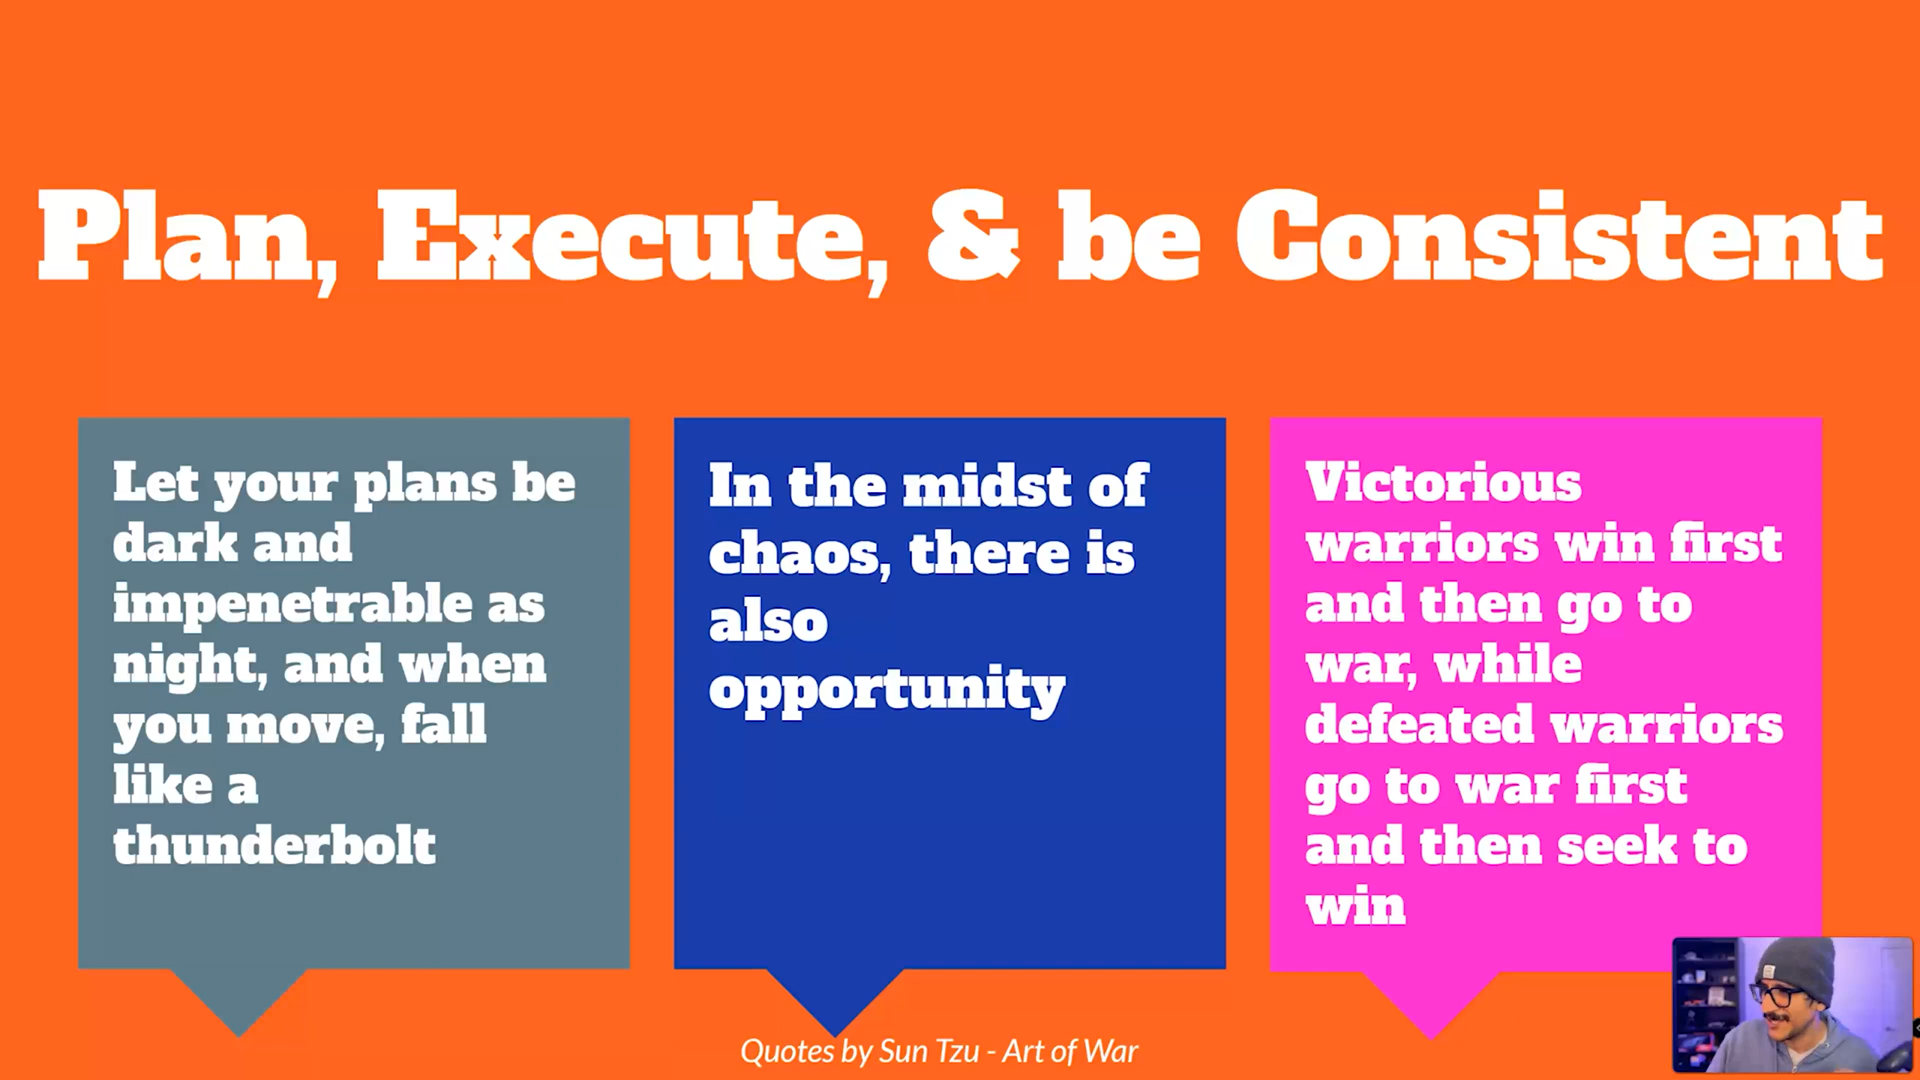 Plan, Execute, & be Consistent
Let your plans be
dark and
impenetrable as
night, and when
you move, fall
like a
thunderbolt
In the midst of
chaos, there is
also
opportunity
Victorious
warriors win first
and then go to
war, while
defeated warriors
go to war first
and then seek to
win
Quotes by Sun Tzu - Art of War